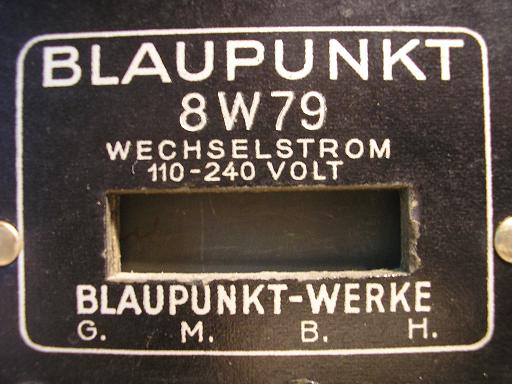 BLAUPUNKT
8W79
WECHSELSTROM
110-240 VOLT
BLAUPUNKT-WERKE
G. M. B. H.